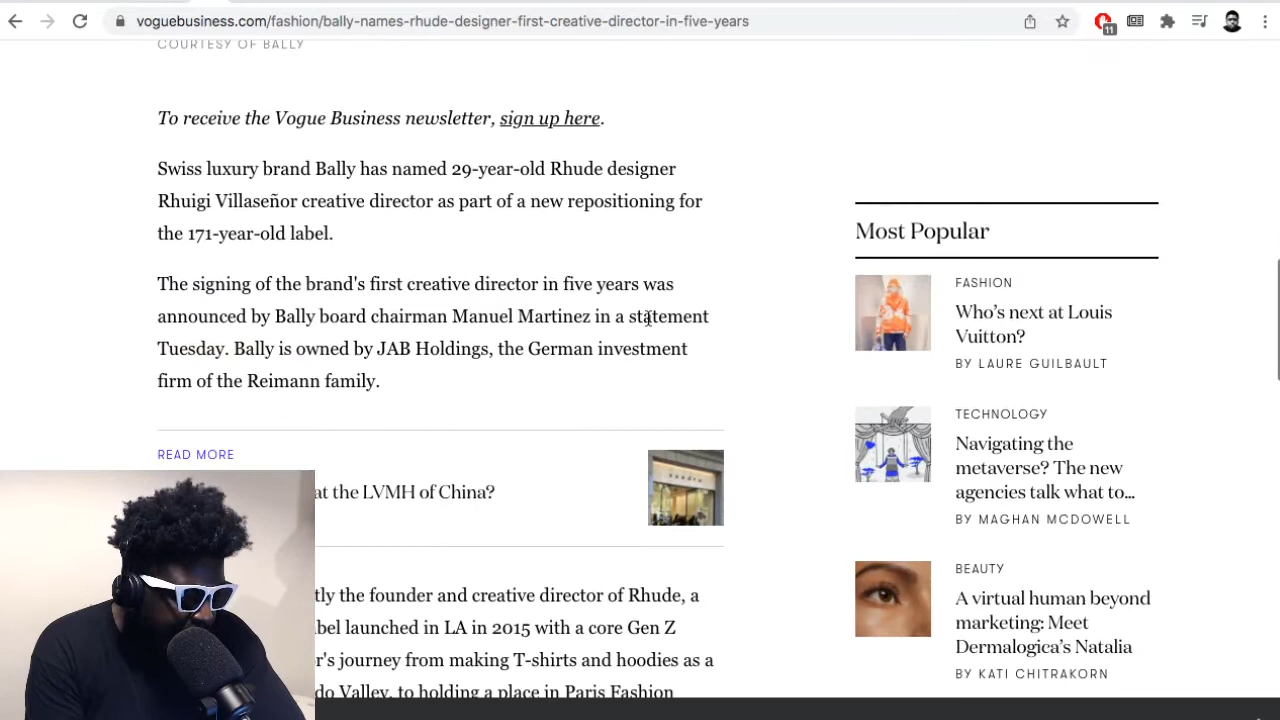 voguebusiness.com/fashion/bally-names-rhude-designer-first-creative-director-in-five-years
11
COURTESY OF BALLY
To receive the Vogue Business newsletter, sign up here.
Swiss luxury brand Bally has named 29-year-old Rhude designer
Rhuigi Villaseñor creative director as part of a new repositioning for
the 171-year-old label.
The signing of the brand's first creative director in five years was
announced by Bally board chairman Manuel Martinez in a statement
Tuesday. Bally is owned by JAB Holdings, the German investment
firm of the Reimann family.
READ MORE
at the LVMH of China?
tly the founder and creative director of Rhude, a
bel launched in LA in 2015 with a core Gen Z
r's journey from making T-shirts and hoodies as a
do Valley, to holding a place in Paris Fashion
Most Popular
FASHION
Who's next at Louis
Vuitton?
BY LAURE GUILBAULT
TECHNOLOGY
Navigating the
metaverse? The new
agencies talk what to...
BY MAGHAN MCDOWELL
BEAUTY
A virtual human beyond
marketing: Meet
Dermalogica's Natalia
BY KATI CHITRAKORN